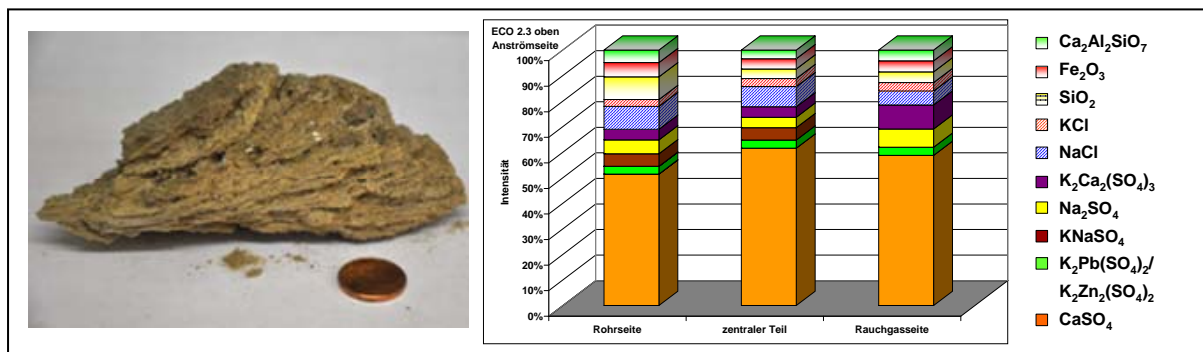 ECO 2.3 oben
Anströmseite
Intensität
100%
90%
80%
70%
60%
50%
40%
30%
20%
10%
0%
Rohrseite
zentraler Teil
Rauchgasseite
Ca₂Al₂SiO₇
Fe₂O₃
SiO₂
KCl
NaCl
K₂Ca₂(SO₄)₃
Na₂SO₄
KNaSO₄
K₂Pb(SO₄)₂/
K₂Zn₂(SO₄)₂
CaSO₄